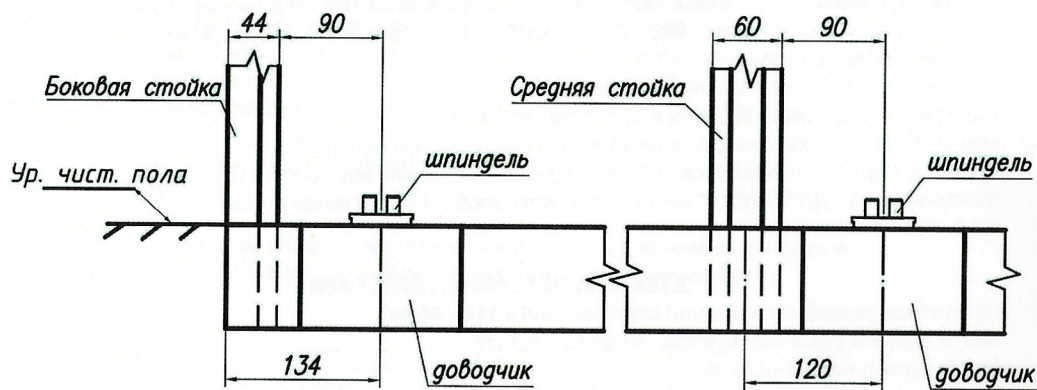 44 90 60 90
Боковая стойка
Средняя стойка
шпиндель
шпиндель
Ур. чист. пола
134
доводчик
120
доводчик